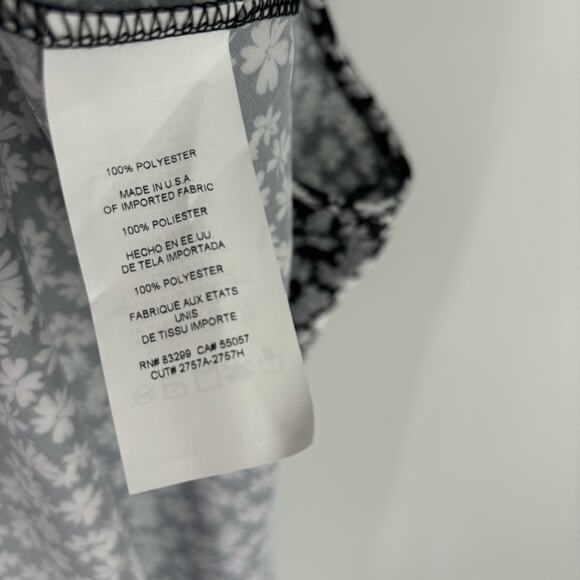 100% POLYESTER
MADE IN U.S.A.
OF IMPORTED FABRIC
100% POLIESTER
HECHO EN EE.UU.
DE TELA IMPORTADA
100% POLYESTER
FABRIQUE AUX ETATS
UNIS
DE TISSU IMPORTE
RN# 83299 CA# 55057
CUT# 2757A-2757H